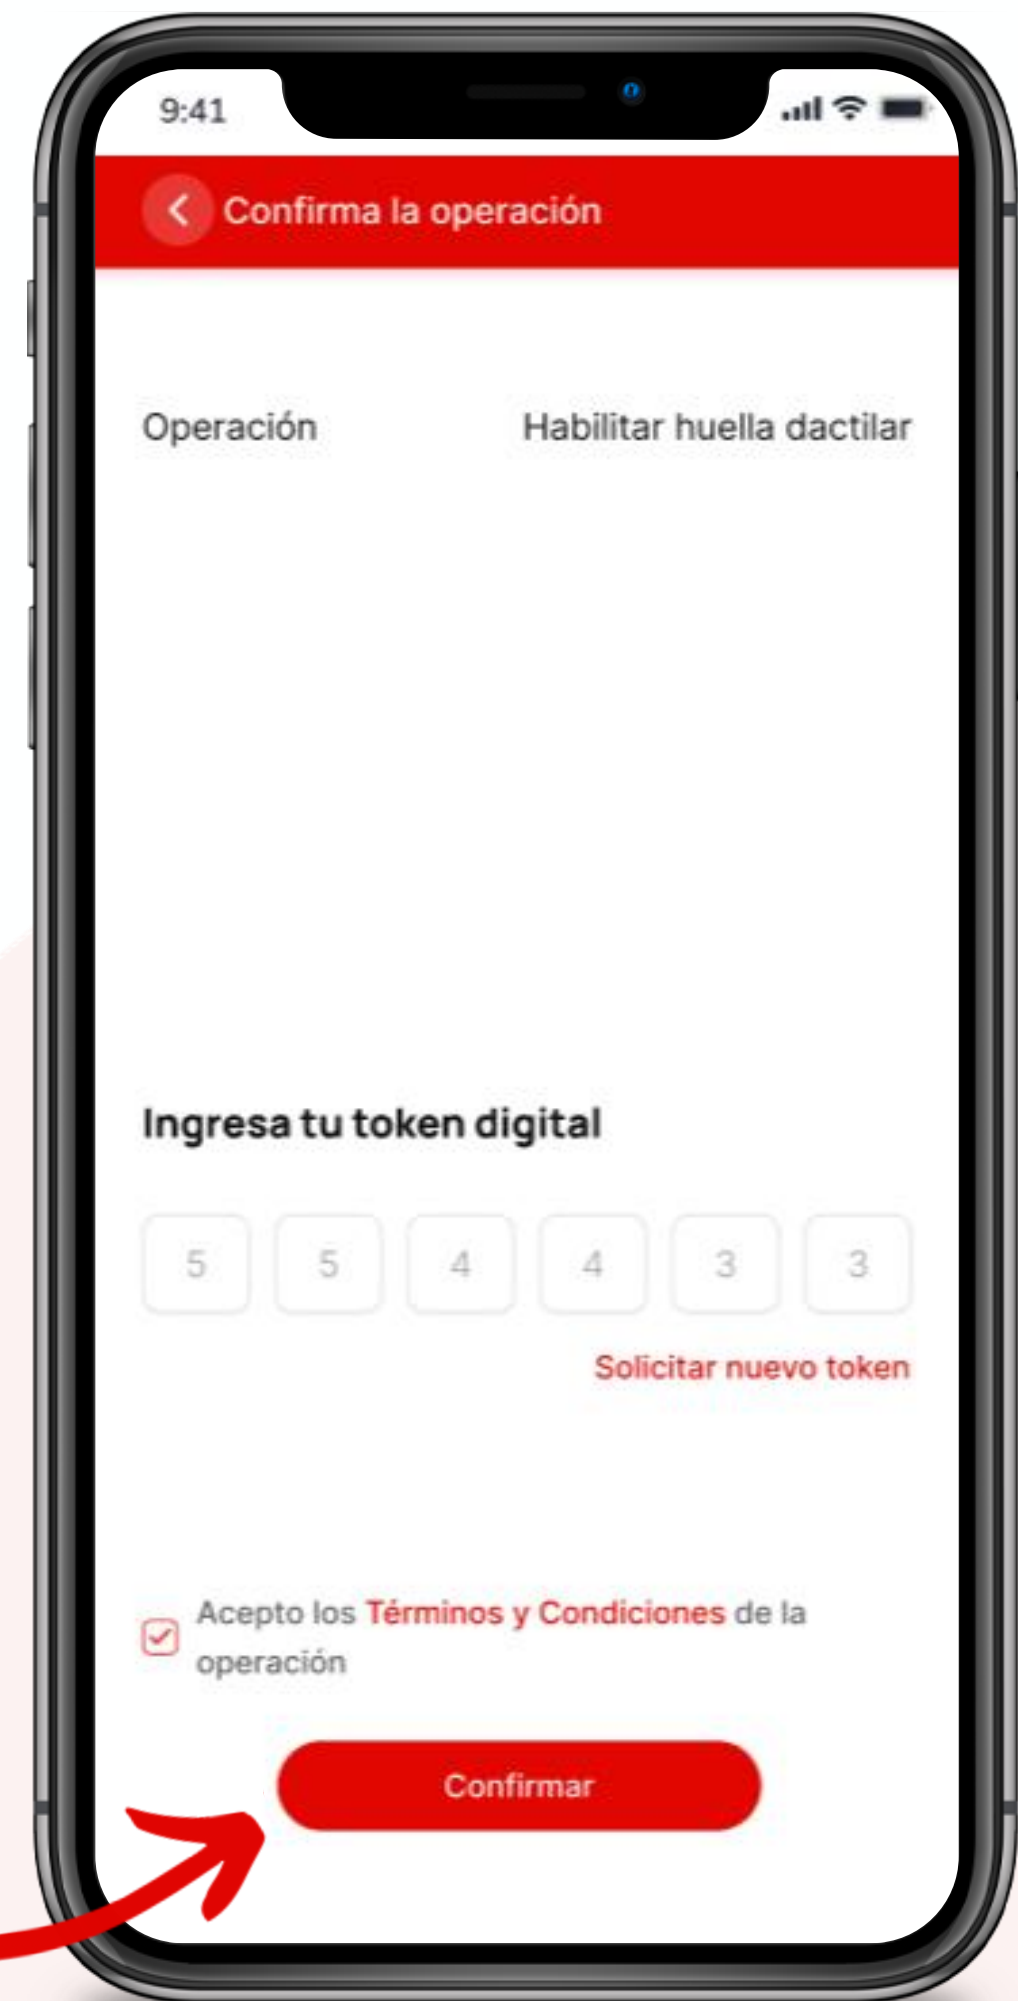 9:41
Confirma la operación
Operación Habilitar huella dactilar
Ingresa tu token digital
5 5 4 4 3 3
Solicitar nuevo token
Acepto los Términos y Condiciones de la
operación
Confirmar